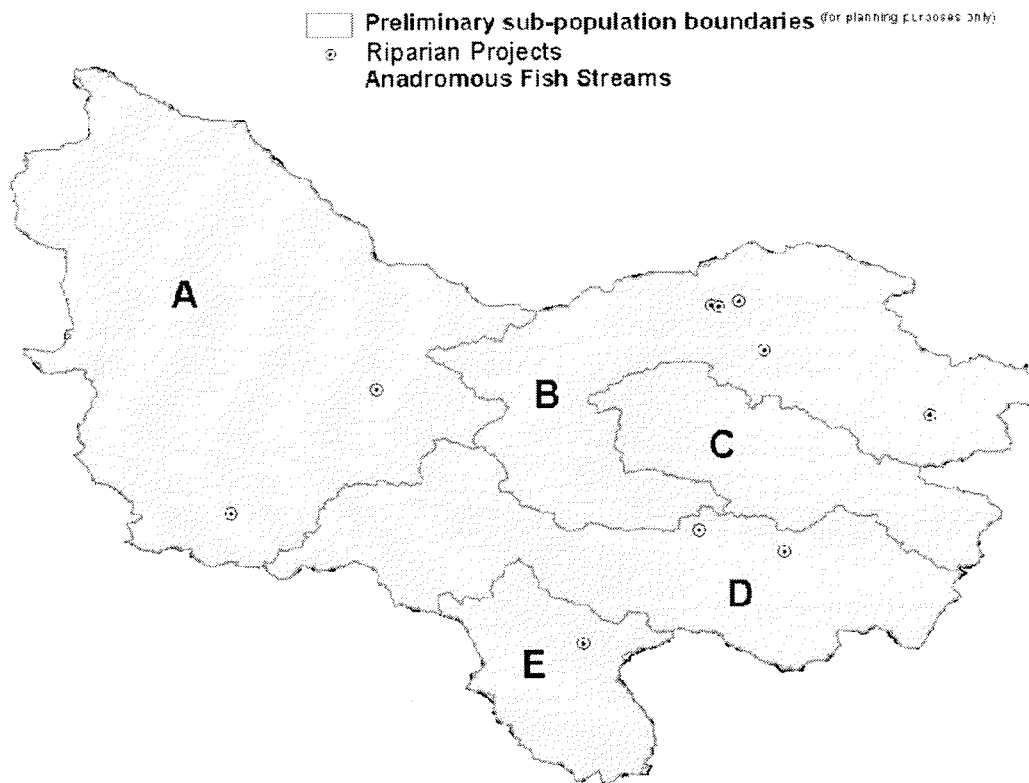 Preliminary sub-population boundaries (for planning purposes only)
Riparian Projects
Anadromous Fish Streams
A
B
C
D
E